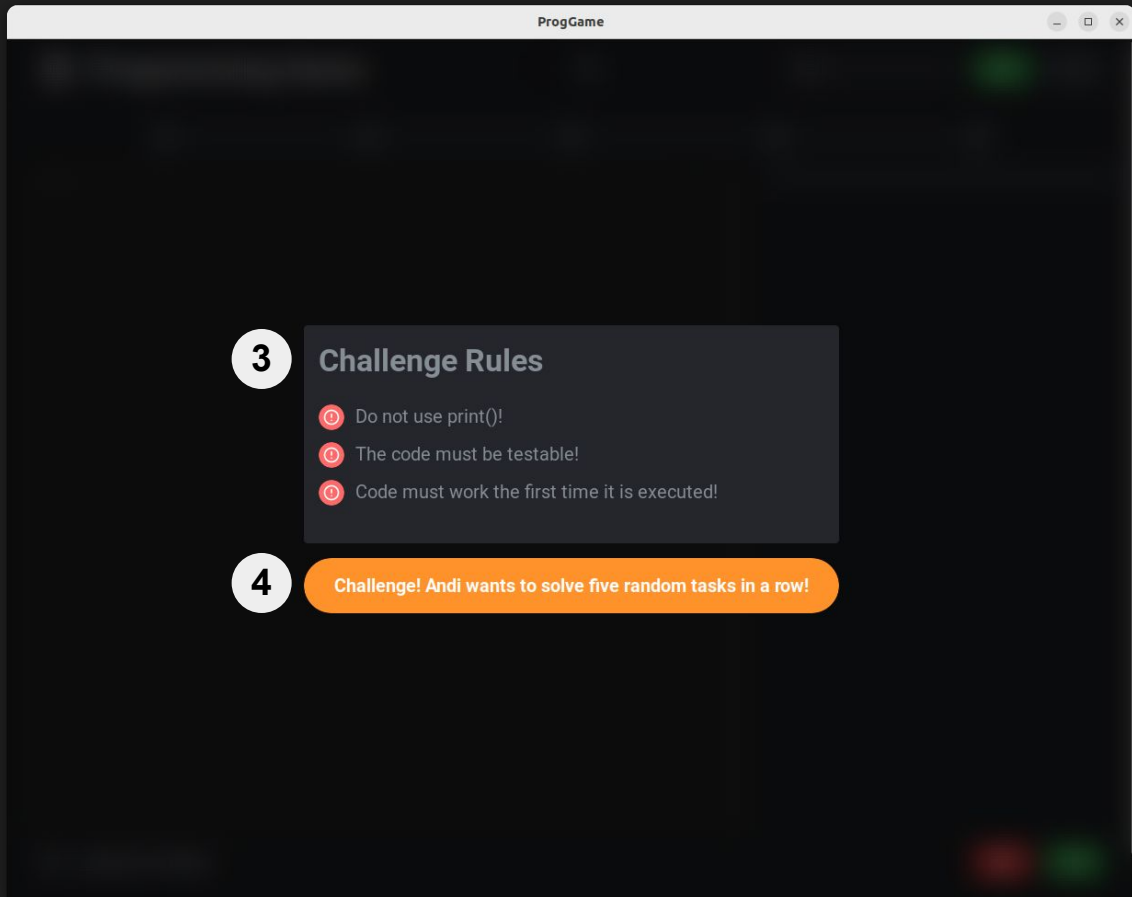 ProgGame
3
Challenge Rules
Do not use print()!
The code must be testable!
Code must work the first time it is executed!
4
Challenge! Andi wants to solve five random tasks in a row!